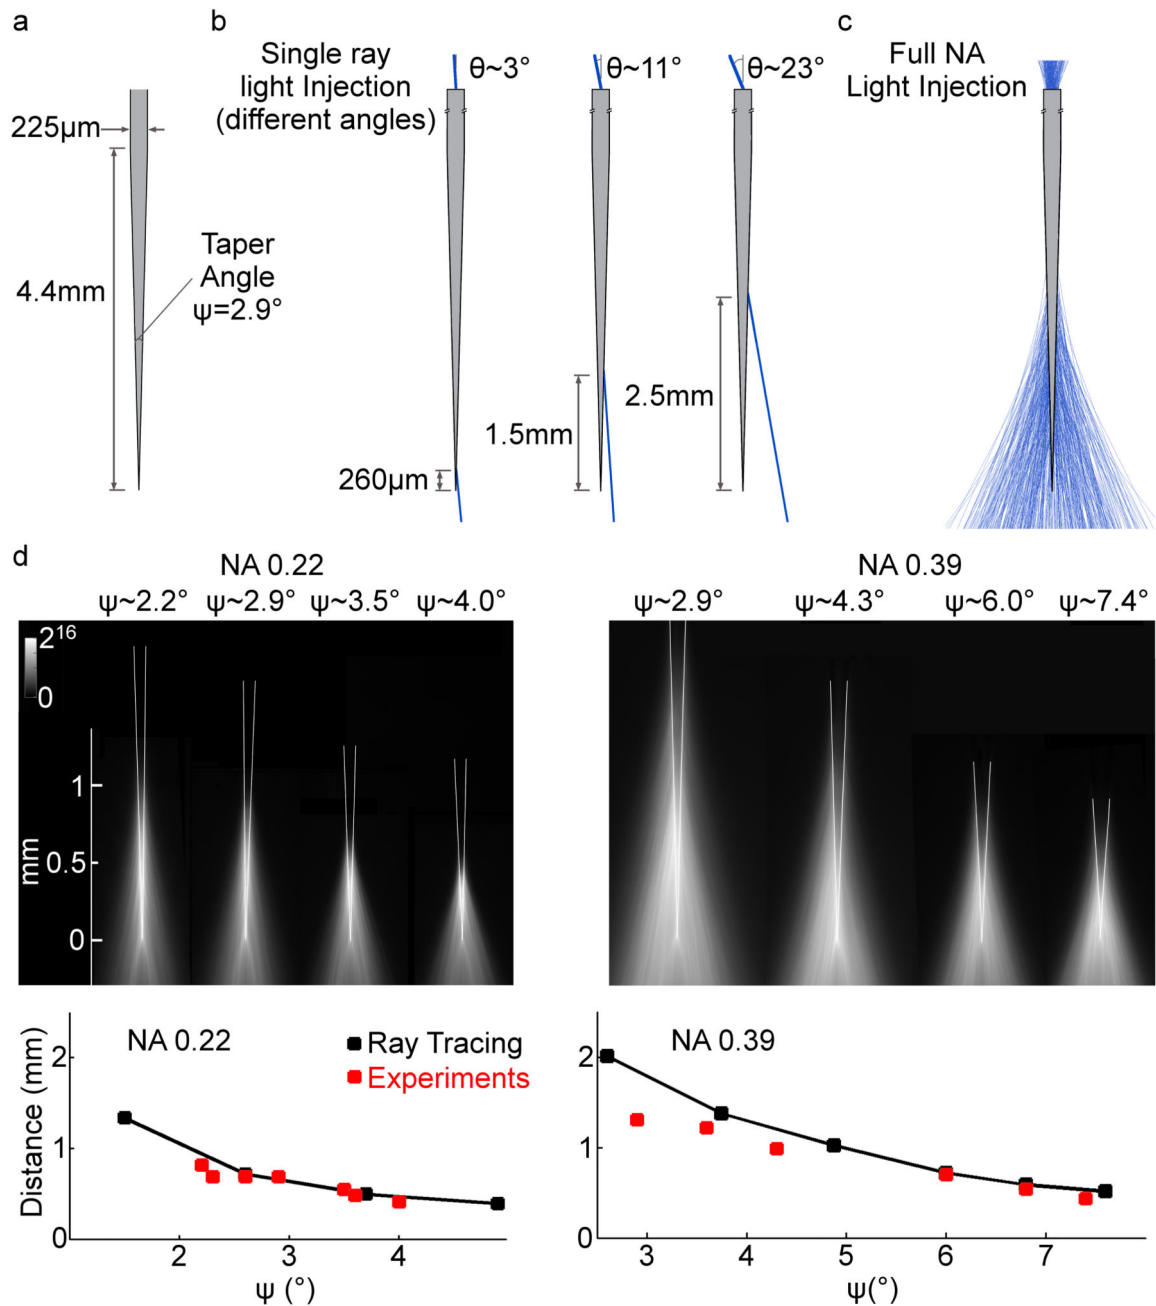 a
b
c
Single ray
light Injection
(different angles)
θ~3°
θ~11°
θ~23°
Full NA
Light Injection
225µm
4.4mm
Taper
Angle
ψ=2.9°
260µm
1.5mm
2.5mm
d
NA 0.22
ψ~2.2° ψ~2.9° ψ~3.5° ψ~4.0°
NA 0.39
ψ~2.9° ψ~4.3° ψ~6.0° ψ~7.4°
2¹⁶
0
1
0.5
0
mm
NA 0.22
Ray Tracing
Experiments
Distance (mm)
2
1
0
2 3 4
ψ (°)
NA 0.39
2
1
0
3 4 5 6 7
ψ(°)